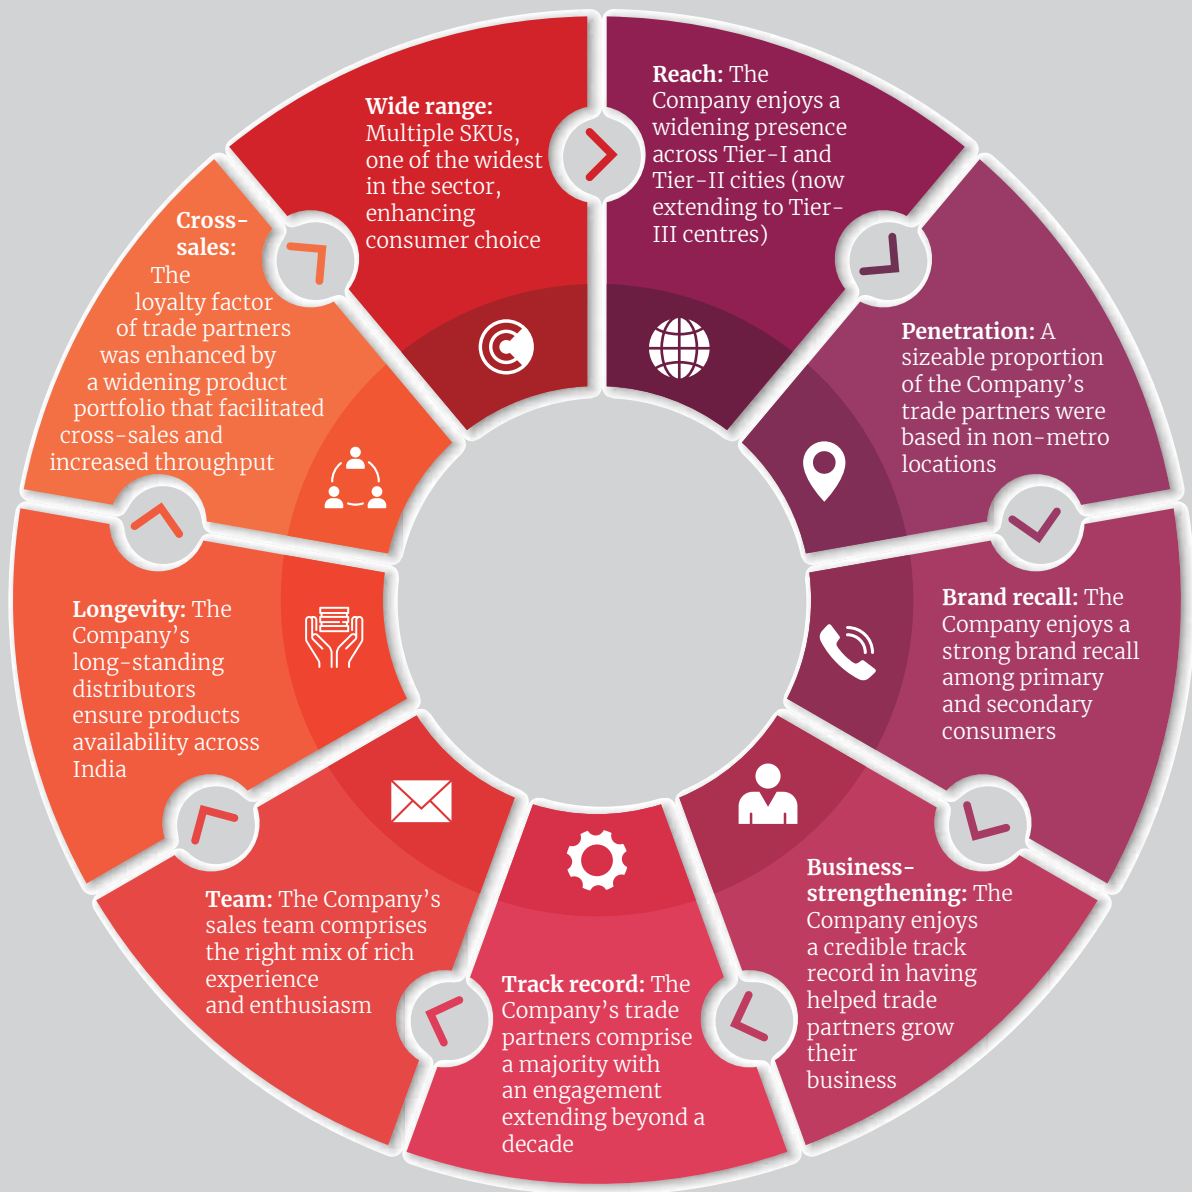 Wide range:
Multiple SKUs,
one of the widest
in the sector,
enhancing
consumer choice
Reach: The
Company enjoys a
widening presence
across Tier-I and
Tier-II cities (now
extending to Tier-
III centres)
Penetration: A
sizeable proportion
of the Company’s
trade partners were
based in non-metro
locations
Brand recall: The
Company enjoys a
strong brand recall
among primary
and secondary
consumers
Business-
strengthening: The
Company enjoys
a credible track
record in having
helped trade
partners grow
their
business
Track record: The
Company’s trade
partners comprise
a majority with
an engagement
extending beyond a
decade
Team: The Company’s
sales team comprises
the right mix of rich
experience
and enthusiasm
Longevity: The
Company’s
long-standing
distributors
ensure products
availability across
India
Cross-
sales:
The
loyalty factor
of trade partners
was enhanced by
a widening product
portfolio that facilitated
cross-sales and
increased throughput